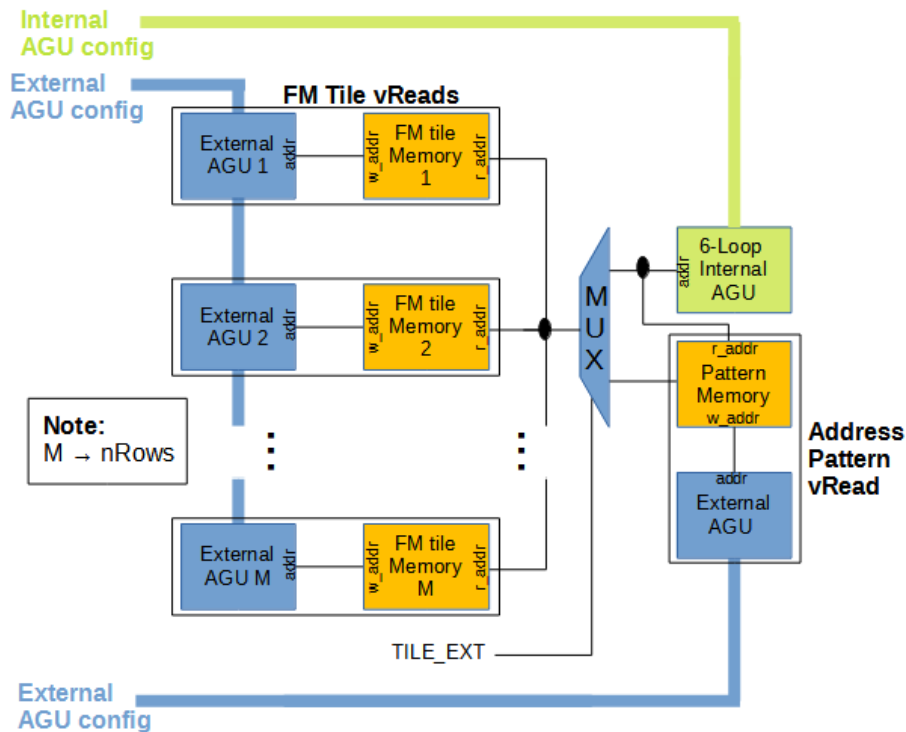 Internal
AGU config
External
AGU config
FM Tile vReads
External
AGU 1
addr
w_addr
FM tile
Memory
1
r_addr
External
AGU 2
addr
w_addr
FM tile
Memory
2
r_addr
MUX
addr
6-Loop
Internal
AGU
r_addr
Pattern
Memory
w_addr
addr
External
AGU
Address
Pattern
vRead
Note:
M → nRows
External
AGU M
addr
w_addr
FM tile
Memory
M
r_addr
TILE_EXT
External
AGU config